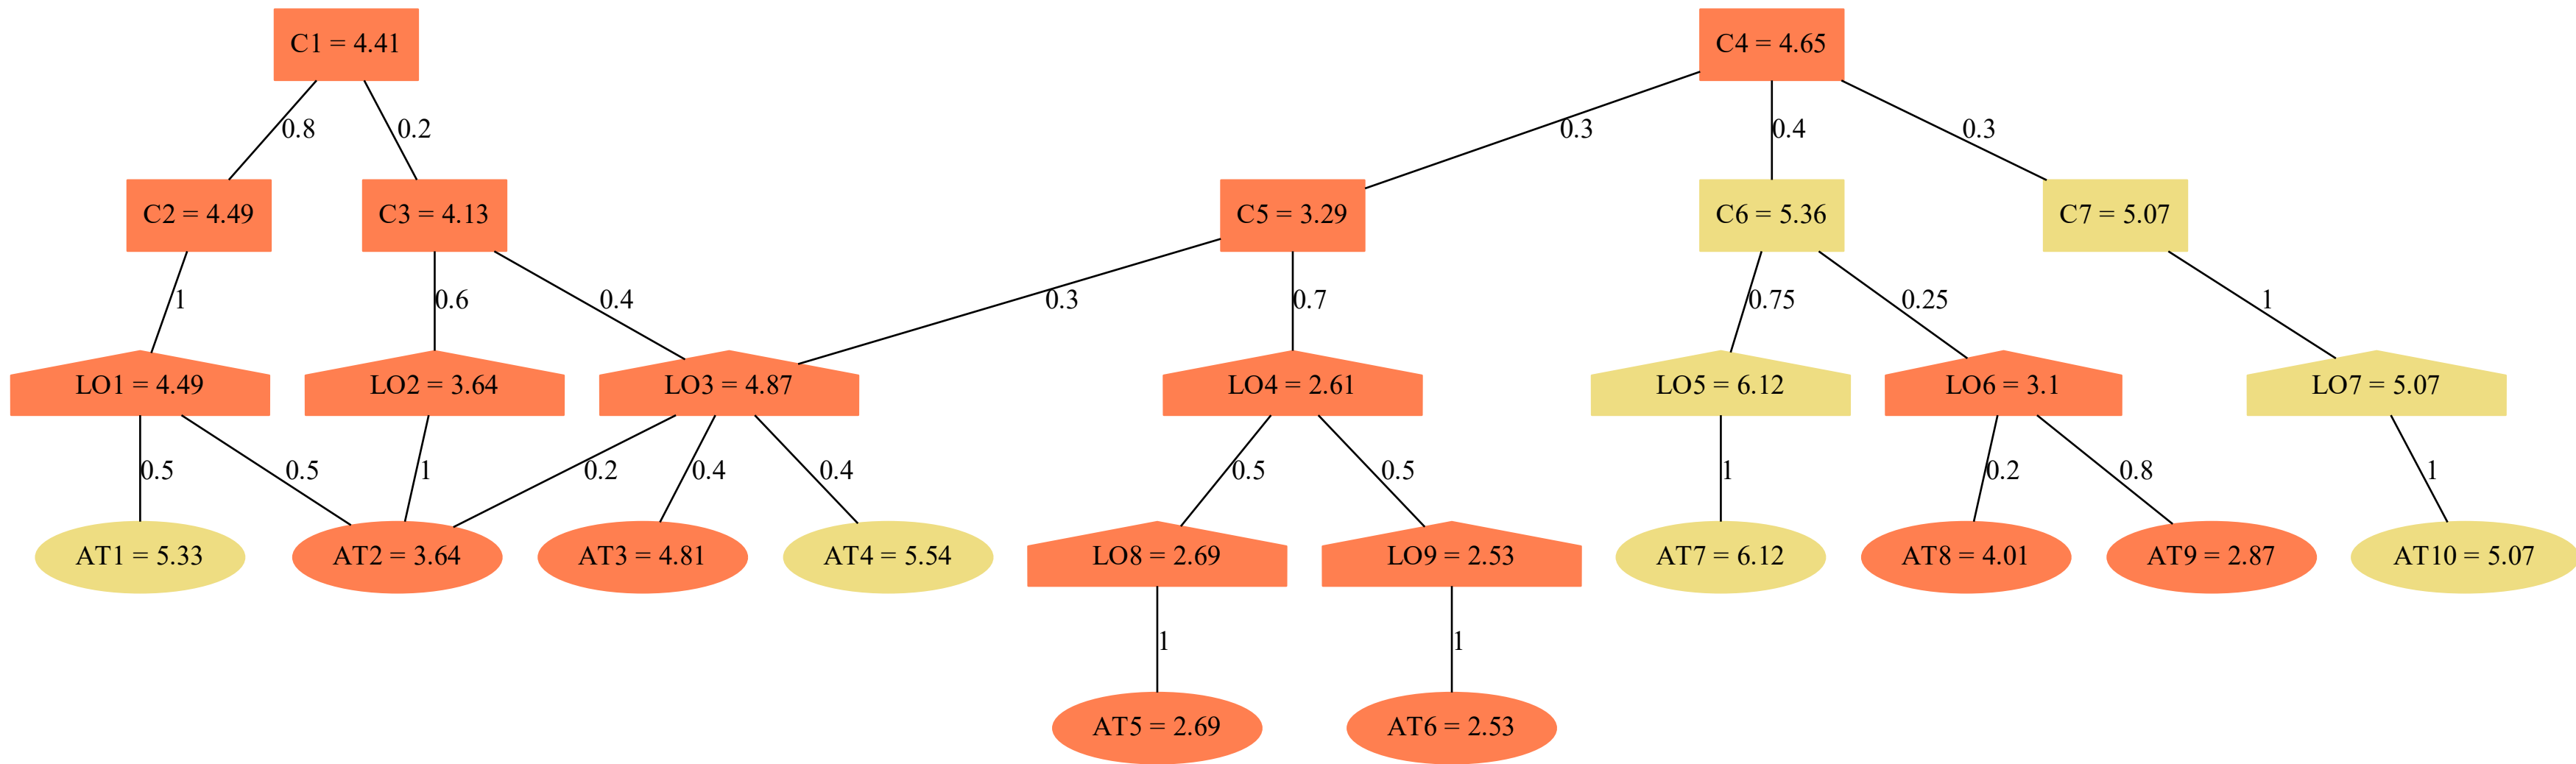 C1 = 4.41
C4 = 4.65
0.8
0.2
0.3
0.4
0.3
C2 = 4.49
C3 = 4.13
C5 = 3.29
C6 = 5.36
C7 = 5.07
1
0.6
0.4
0.3
0.7
0.75
0.25
1
LO1 = 4.49
LO2 = 3.64
LO3 = 4.87
LO4 = 2.61
LO5 = 6.12
LO6 = 3.1
LO7 = 5.07
0.5
0.5
1
0.2
0.4
0.4
0.5
0.5
1
0.2
0.8
1
AT1 = 5.33
AT2 = 3.64
AT3 = 4.81
AT4 = 5.54
LO8 = 2.69
LO9 = 2.53
AT7 = 6.12
AT8 = 4.01
AT9 = 2.87
AT10 = 5.07
1
1
AT5 = 2.69
AT6 = 2.53